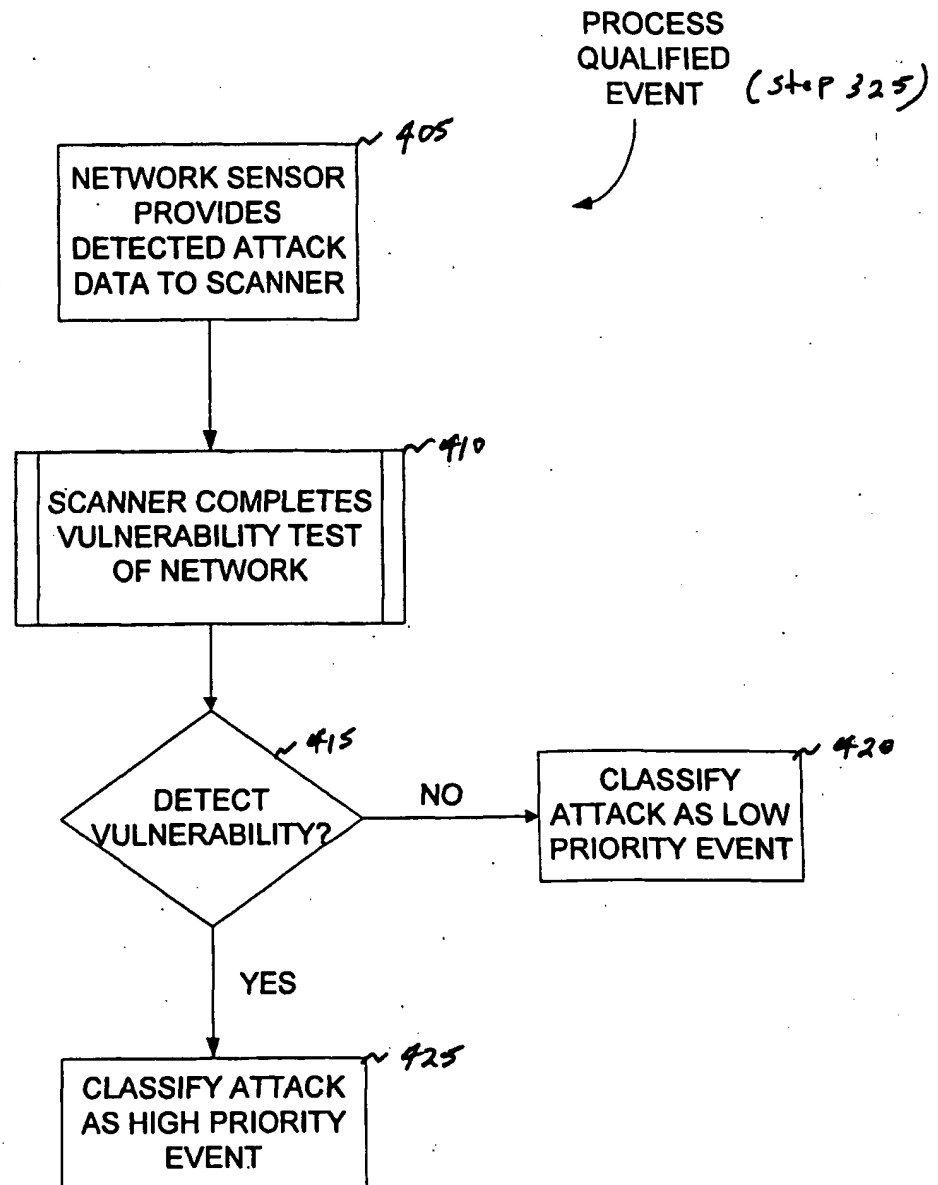 PROCESS
QUALIFIED
EVENT (step 325)
405
NETWORK SENSOR
PROVIDES
DETECTED ATTACK
DATA TO SCANNER
410
SCANNER COMPLETES
VULNERABILITY TEST
OF NETWORK
415
DETECT
VULNERABILITY?
NO
420
CLASSIFY
ATTACK AS LOW
PRIORITY EVENT
YES
425
CLASSIFY ATTACK
AS HIGH PRIORITY
EVENT